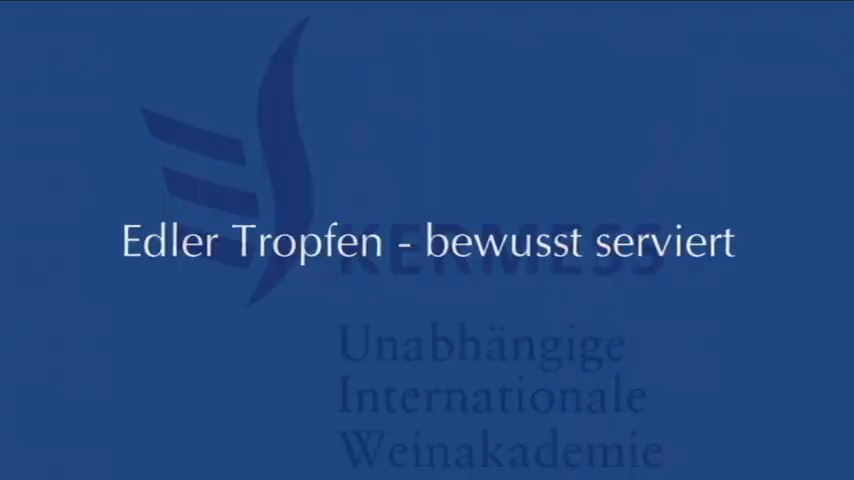 Edler Tropfen - bewusst serviert
KERMESS
Unabhängige
Internationale
Weinakademie